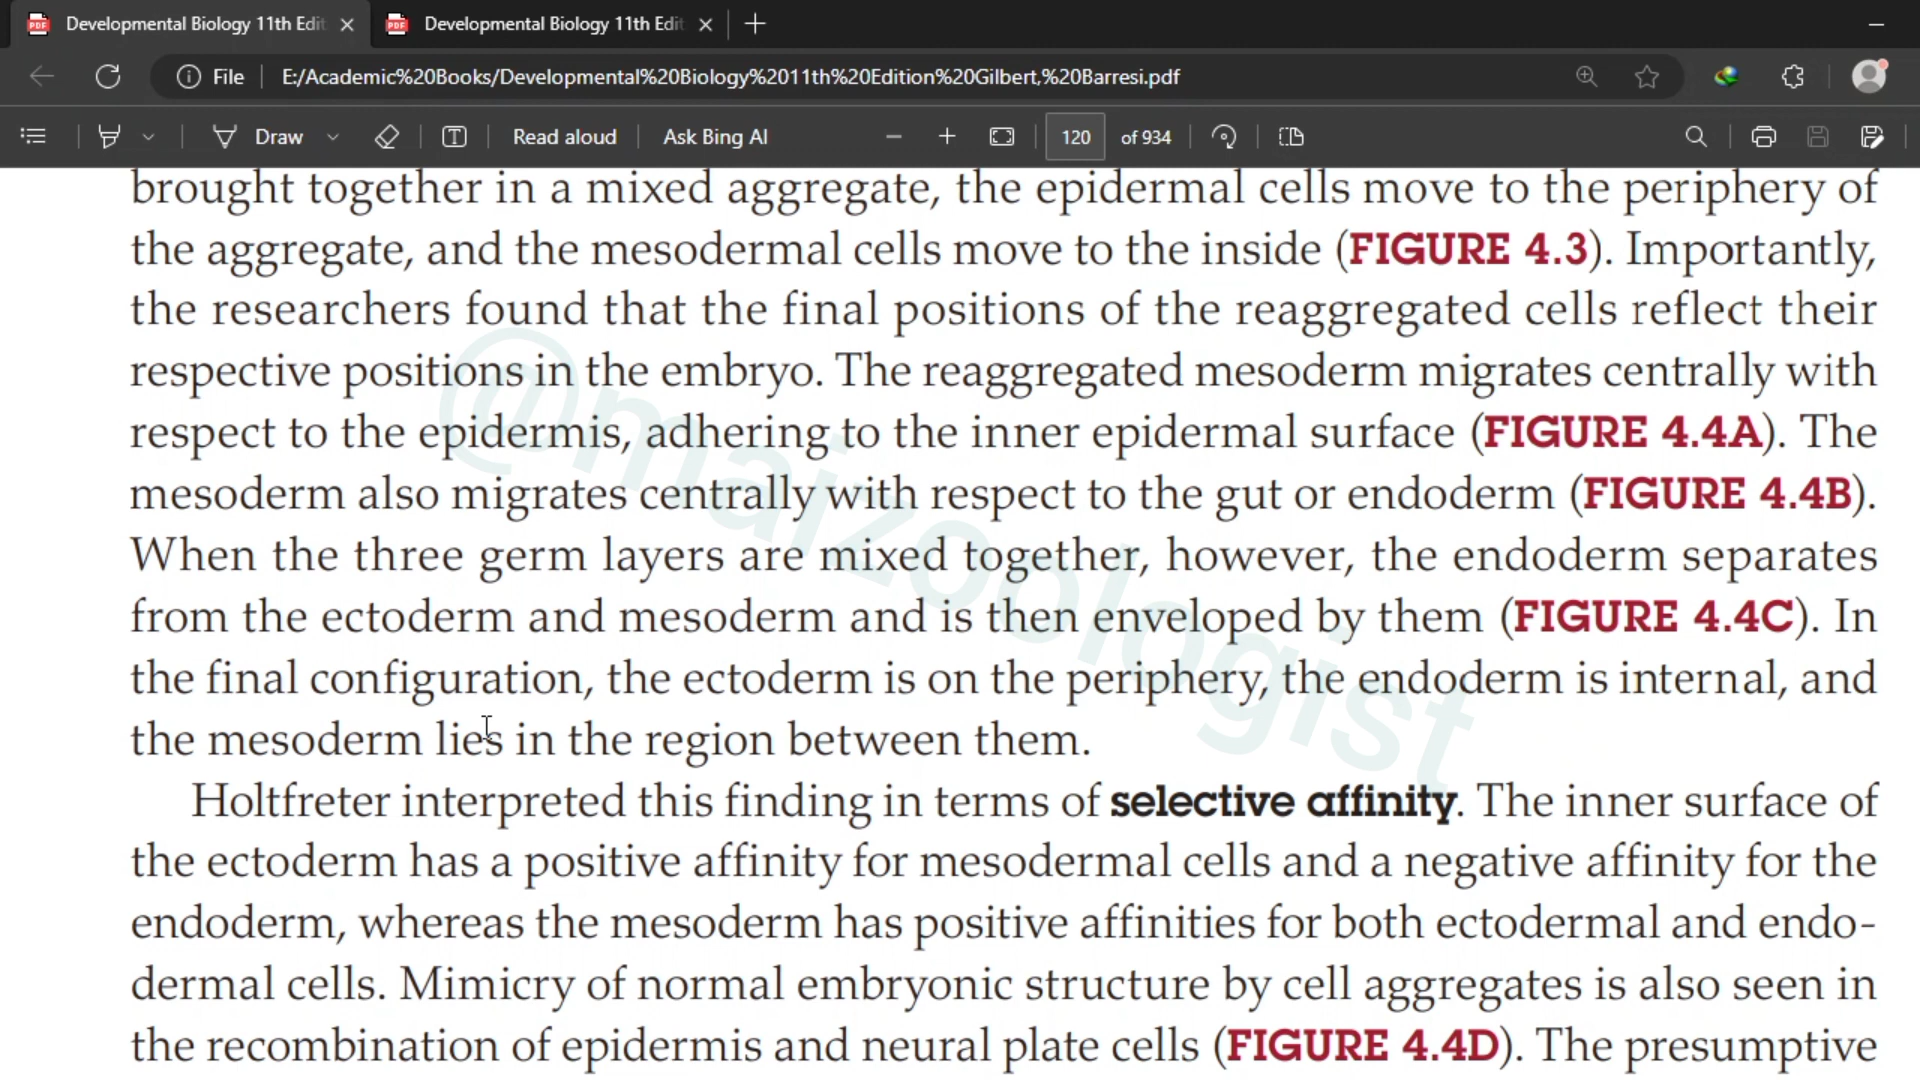 Developmental Biology 11th Edit
Developmental Biology 11th Edit
File
E:/Academic%20Books/Developmental%20Biology%2011th%20Edition%20Gilbert,%20Barresi.pdf
Draw
Read aloud
Ask Bing AI
120
of 934
brought together in a mixed aggregate, the epidermal cells move to the periphery of
the aggregate, and the mesodermal cells move to the inside (FIGURE 4.3). Importantly,
the researchers found that the final positions of the reaggregated cells reflect their
respective positions in the embryo. The reaggregated mesoderm migrates centrally with
respect to the epidermis, adhering to the inner epidermal surface (FIGURE 4.4A). The
mesoderm also migrates centrally with respect to the gut or endoderm (FIGURE 4.4B).
When the three germ layers are mixed together, however, the endoderm separates
from the ectoderm and mesoderm and is then enveloped by them (FIGURE 4.4C). In
the final configuration, the ectoderm is on the periphery, the endoderm is internal, and
the mesoderm lies in the region between them.
Holtfreter interpreted this finding in terms of selective affinity. The inner surface of
the ectoderm has a positive affinity for mesodermal cells and a negative affinity for the
endoderm, whereas the mesoderm has positive affinities for both ectodermal and endo-
dermal cells. Mimicry of normal embryonic structure by cell aggregates is also seen in
the recombination of epidermis and neural plate cells (FIGURE 4.4D). The presumptive
@maizoologist